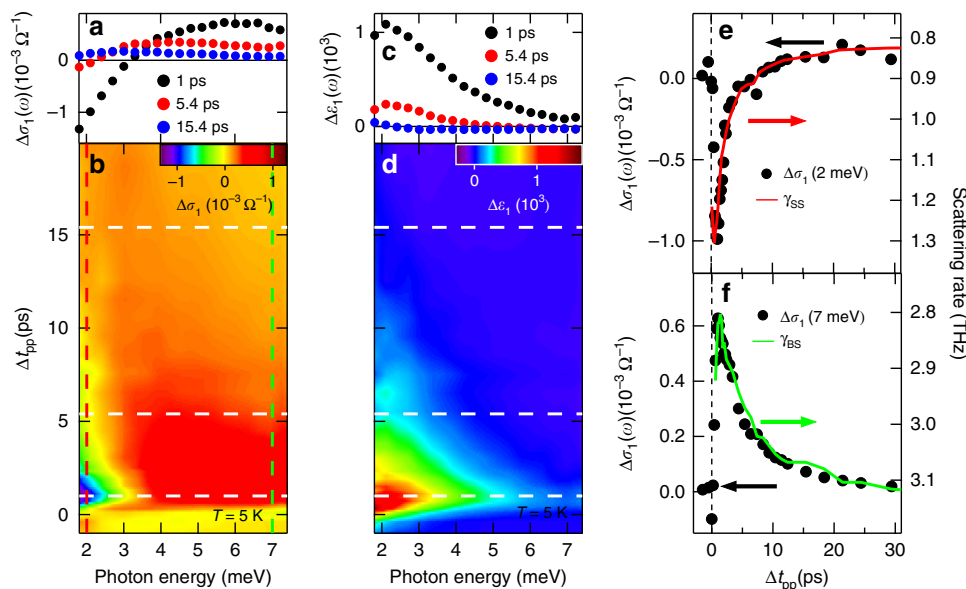 a
Δσ₁(ω)(10⁻³ Ω⁻¹)
0
−1
1 ps
5.4 ps
15.4 ps
b
−1 0 1
Δσ₁ (10⁻³ Ω⁻¹)
Δt_pp(ps)
15
10
5
0
T = 5 K
2 3 4 5 6 7
Photon energy (meV)
c
Δε₁(ω)(10³)
1
0
1 ps
5.4 ps
15.4 ps
d
0 1
Δε₁ (10³)
T = 5 K
2 3 4 5 6 7
Photon energy (meV)
e
Δσ₁(ω)(10⁻³ Ω⁻¹)
0.0
−0.5
−1.0
Δσ₁ (2 meV)
γ_SS
0.8
0.9
1.0
1.1
1.2
1.3
Scattering rate (THz)
f
Δσ₁(ω)(10⁻³ Ω⁻¹)
0.6
0.4
0.2
0.0
Δσ₁ (7 meV)
γ_BS
2.8
2.9
3.0
3.1
0 10 20 30
Δt_pp(ps)